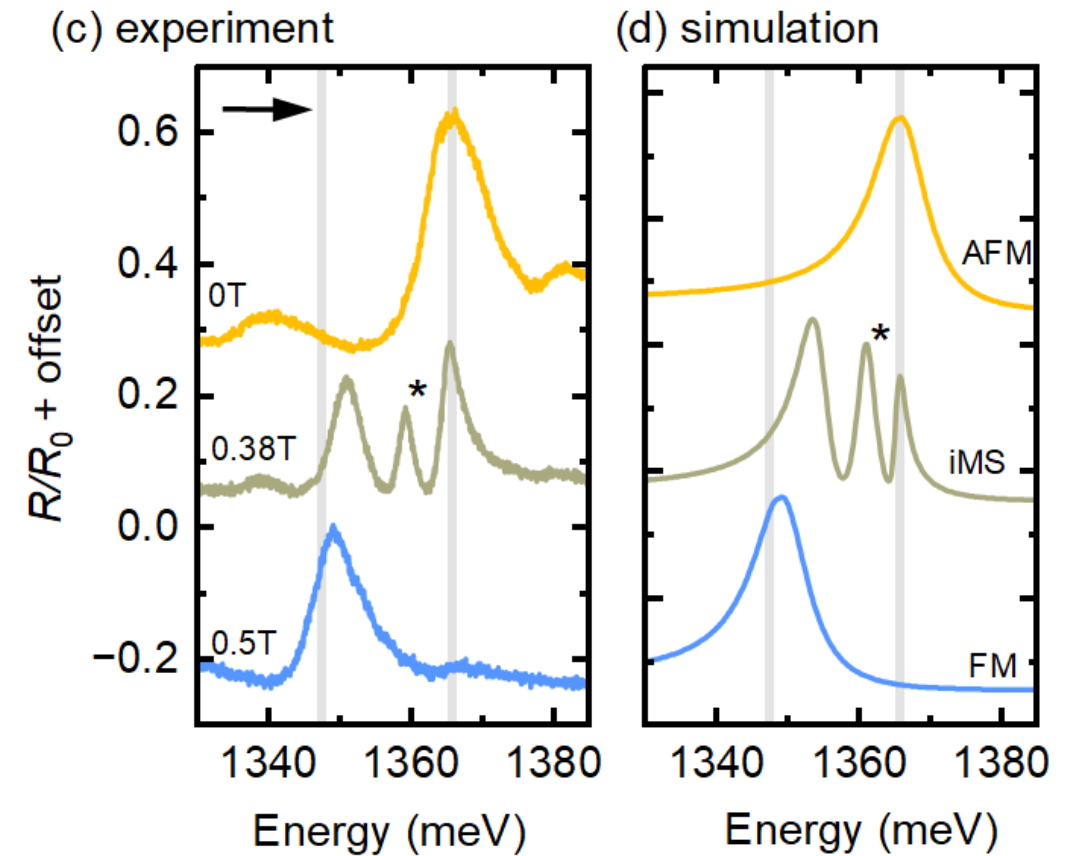 (c) experiment
(d) simulation
R/R0 + offset
0.6
0.4
0.2
0.0
−0.2
0T
0.38T
*
0.5T
AFM
*
iMS
FM
1340 1360 1380
1340 1360 1380
Energy (meV)
Energy (meV)